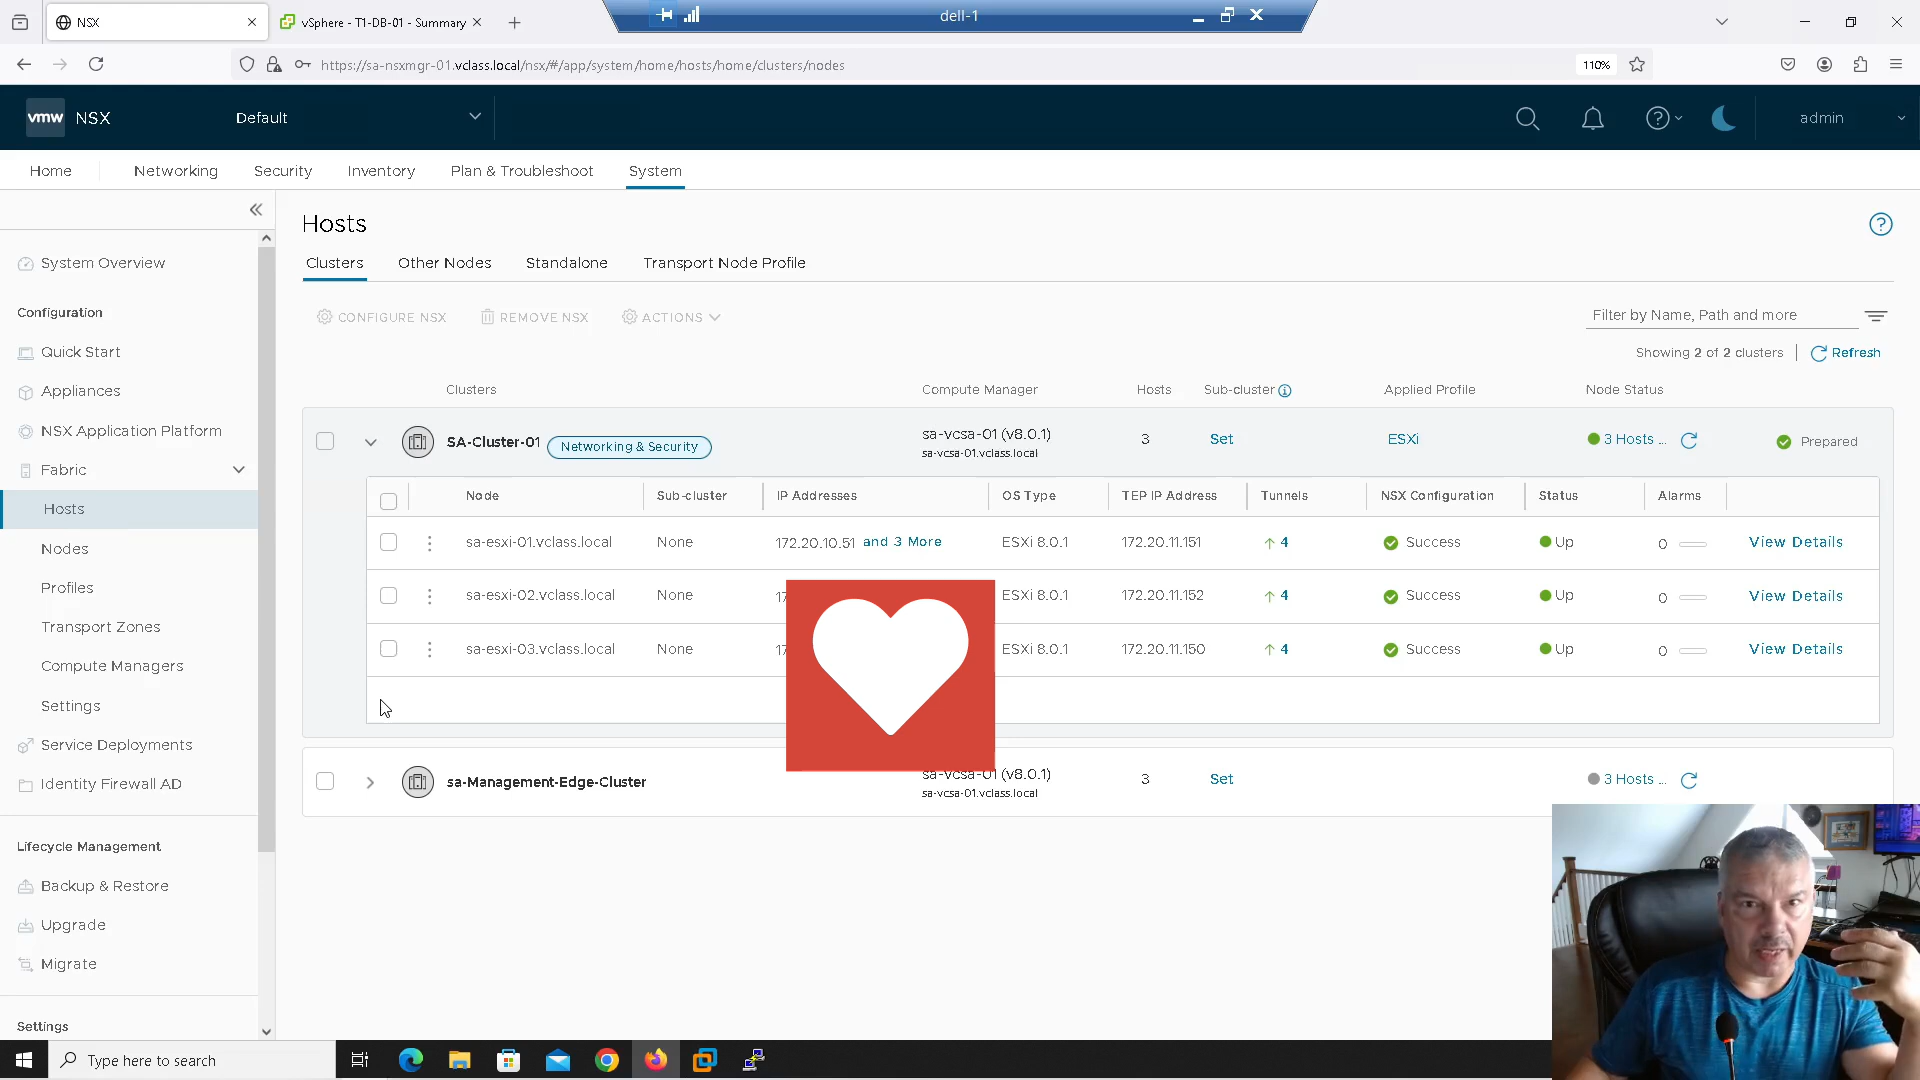 NSX
vSphere - T1-DB-01 - Summary
dell-1
https://sa-nsxmgr-01.vclass.local/nsx/#/app/system/home/hosts/home/clusters/nodes
110%
vmw NSX
Default
admin
Home
Networking
Security
Inventory
Plan & Troubleshoot
System
System Overview
Configuration
Quick Start
Appliances
NSX Application Platform
Fabric
Hosts
Nodes
Profiles
Transport Zones
Compute Managers
Settings
Service Deployments
Identity Firewall AD
Lifecycle Management
Backup & Restore
Upgrade
Migrate
Settings
Hosts
Clusters
Other Nodes
Standalone
Transport Node Profile
CONFIGURE NSX
REMOVE NSX
ACTIONS
Filter by Name, Path and more
Showing 2 of 2 clusters
Refresh
Clusters Compute Manager Hosts Sub-cluster Applied Profile Node Status
SA-Cluster-01 Networking & Security sa-vcsa-01 (v8.0.1) 3 Set ESXi 3 Hosts ... Prepared
sa-vcsa-01.vclass.local
Node Sub-cluster IP Addresses OS Type TEP IP Address Tunnels NSX Configuration Status Alarms
sa-esxi-01.vclass.local None 172.20.10.51 and 3 More ESXi 8.0.1 172.20.11.151 4 Success Up 0 View Details
sa-esxi-02.vclass.local None 17 ESXi 8.0.1 172.20.11.152 4 Success Up 0 View Details
sa-esxi-03.vclass.local None 17 ESXi 8.0.1 172.20.11.150 4 Success Up 0 View Details
sa-Management-Edge-Cluster sa-vcsa-01 (v8.0.1) 3 Set 3 Hosts ...
sa-vcsa-01.vclass.local
Type here to search